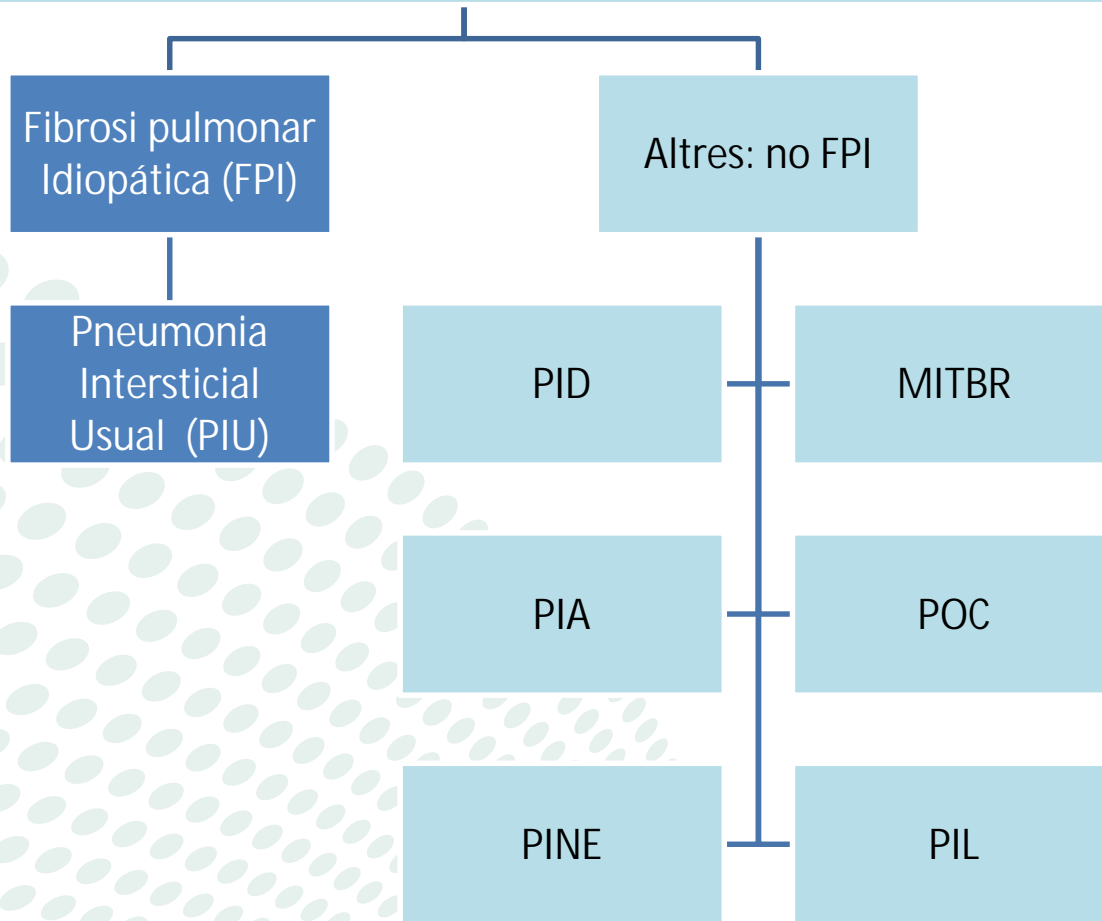 Fibrosi pulmonar
Idiopática (FPI)
Altres: no FPI
Pneumonia
Intersticial
Usual (PIU)
PID
MITBR
PIA
POC
PINE
PIL